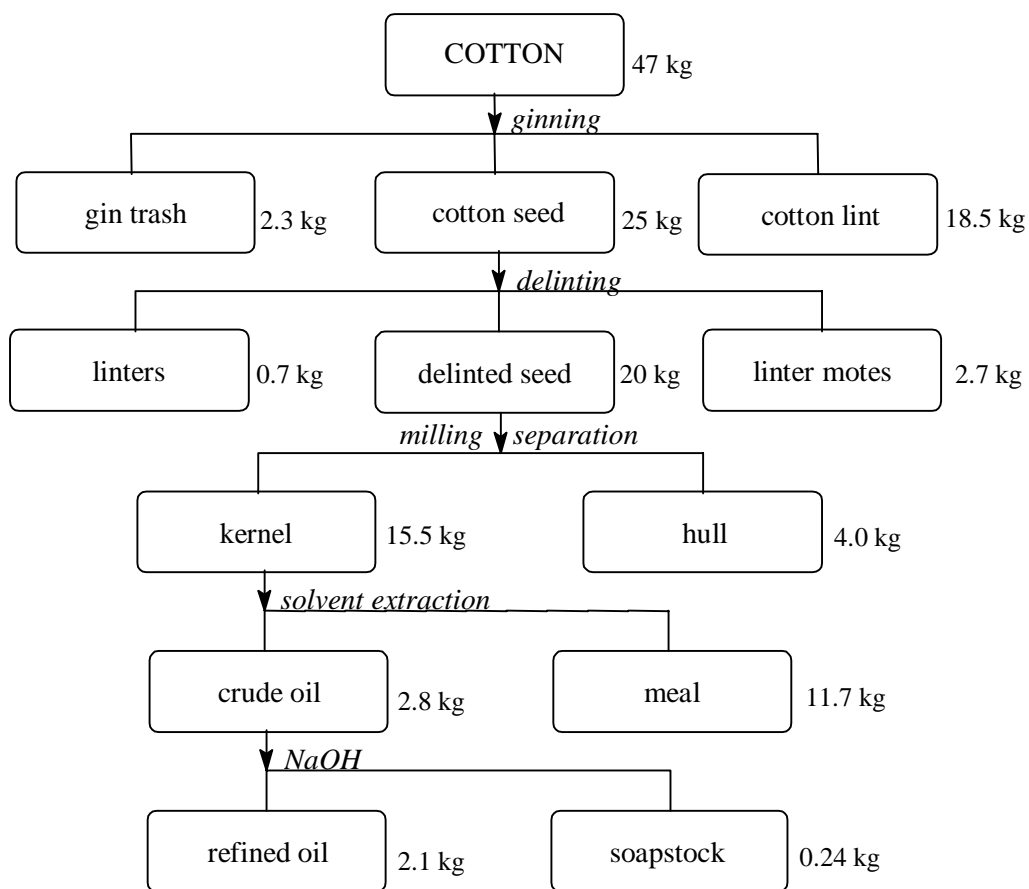 COTTON
47 kg
ginning
gin trash
2.3 kg
cotton seed
25 kg
cotton lint
18.5 kg
delinting
linters
0.7 kg
delinted seed
20 kg
linter motes
2.7 kg
milling
separation
kernel
15.5 kg
hull
4.0 kg
solvent extraction
crude oil
2.8 kg
meal
11.7 kg
NaOH
refined oil
2.1 kg
soapstock
0.24 kg